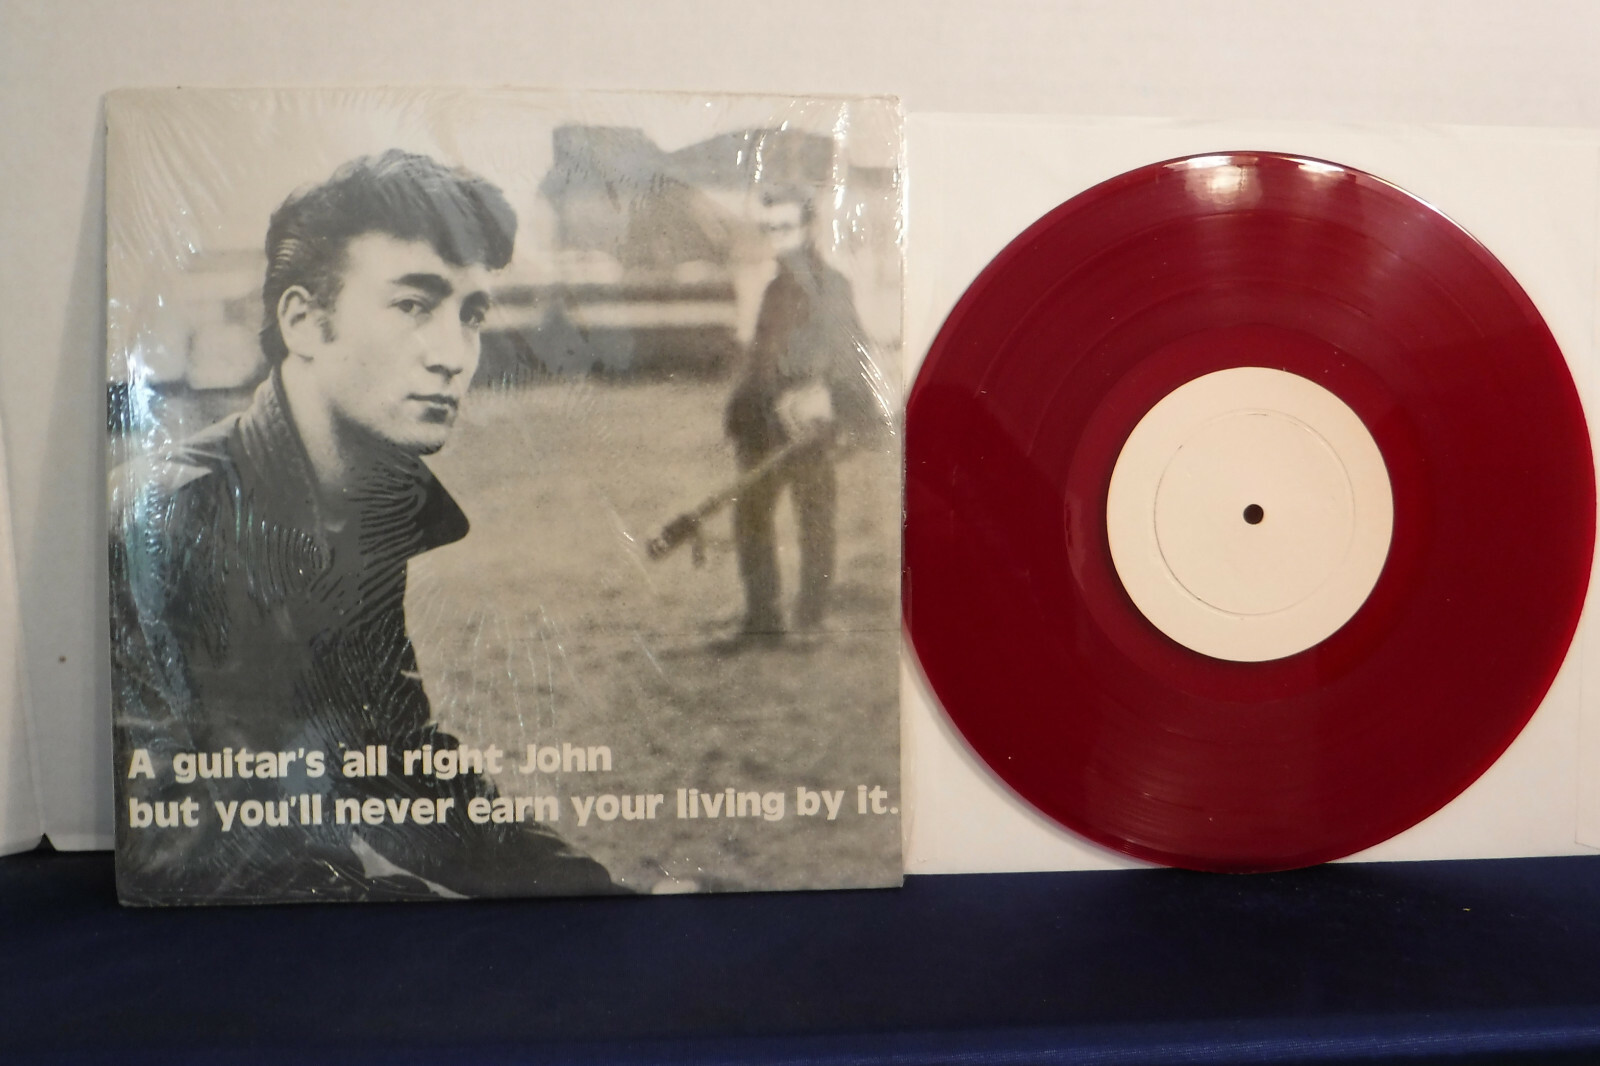 A guitar's all right John
but you'll never earn your living by it.